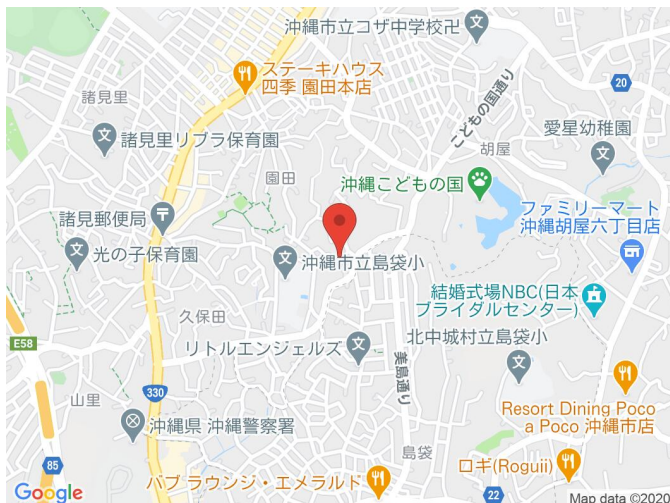 沖縄市立コザ中学校卍
ステーキハウス
四季 園田本店
こどもの国通り
20
諸見里
諸見里リブラ保育園
愛星幼稚園
胡屋
園田
沖縄こどもの国
諸見郵便局
ファミリーマート
沖縄胡屋六丁目店
光の子保育園
沖縄市立島袋小
結婚式場NBC(日本
ブライダルセンター)
久保田
リトルエンジェルズ
北中城村立島袋小
E58
美島通り
330
山里
沖縄県 沖縄警察署
Resort Dining Poco
a Poco 沖縄市店
島袋
85
パブ ラウンジ・エメラルド
ロギ(Roguii)
22
Google
Map data ©2020